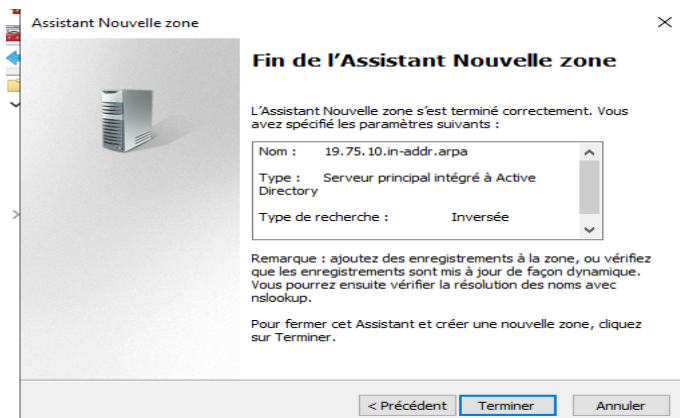 Assistant Nouvelle zone
Fin de l'Assistant Nouvelle zone
L'Assistant Nouvelle zone s'est terminé correctement. Vous
avez spécifié les paramètres suivants :
Nom : 19.75.10.in-addr.arpa
Type : Serveur principal intégré à Active
Directory
Type de recherche : Inversée
Remarque : ajoutez des enregistrements à la zone, ou vérifiez
que les enregistrements sont mis à jour de façon dynamique.
Vous pourrez ensuite vérifier la résolution des noms avec
nslookup.
Pour fermer cet Assistant et créer une nouvelle zone, cliquez
sur Terminer.
< Précédent Terminer Annuler